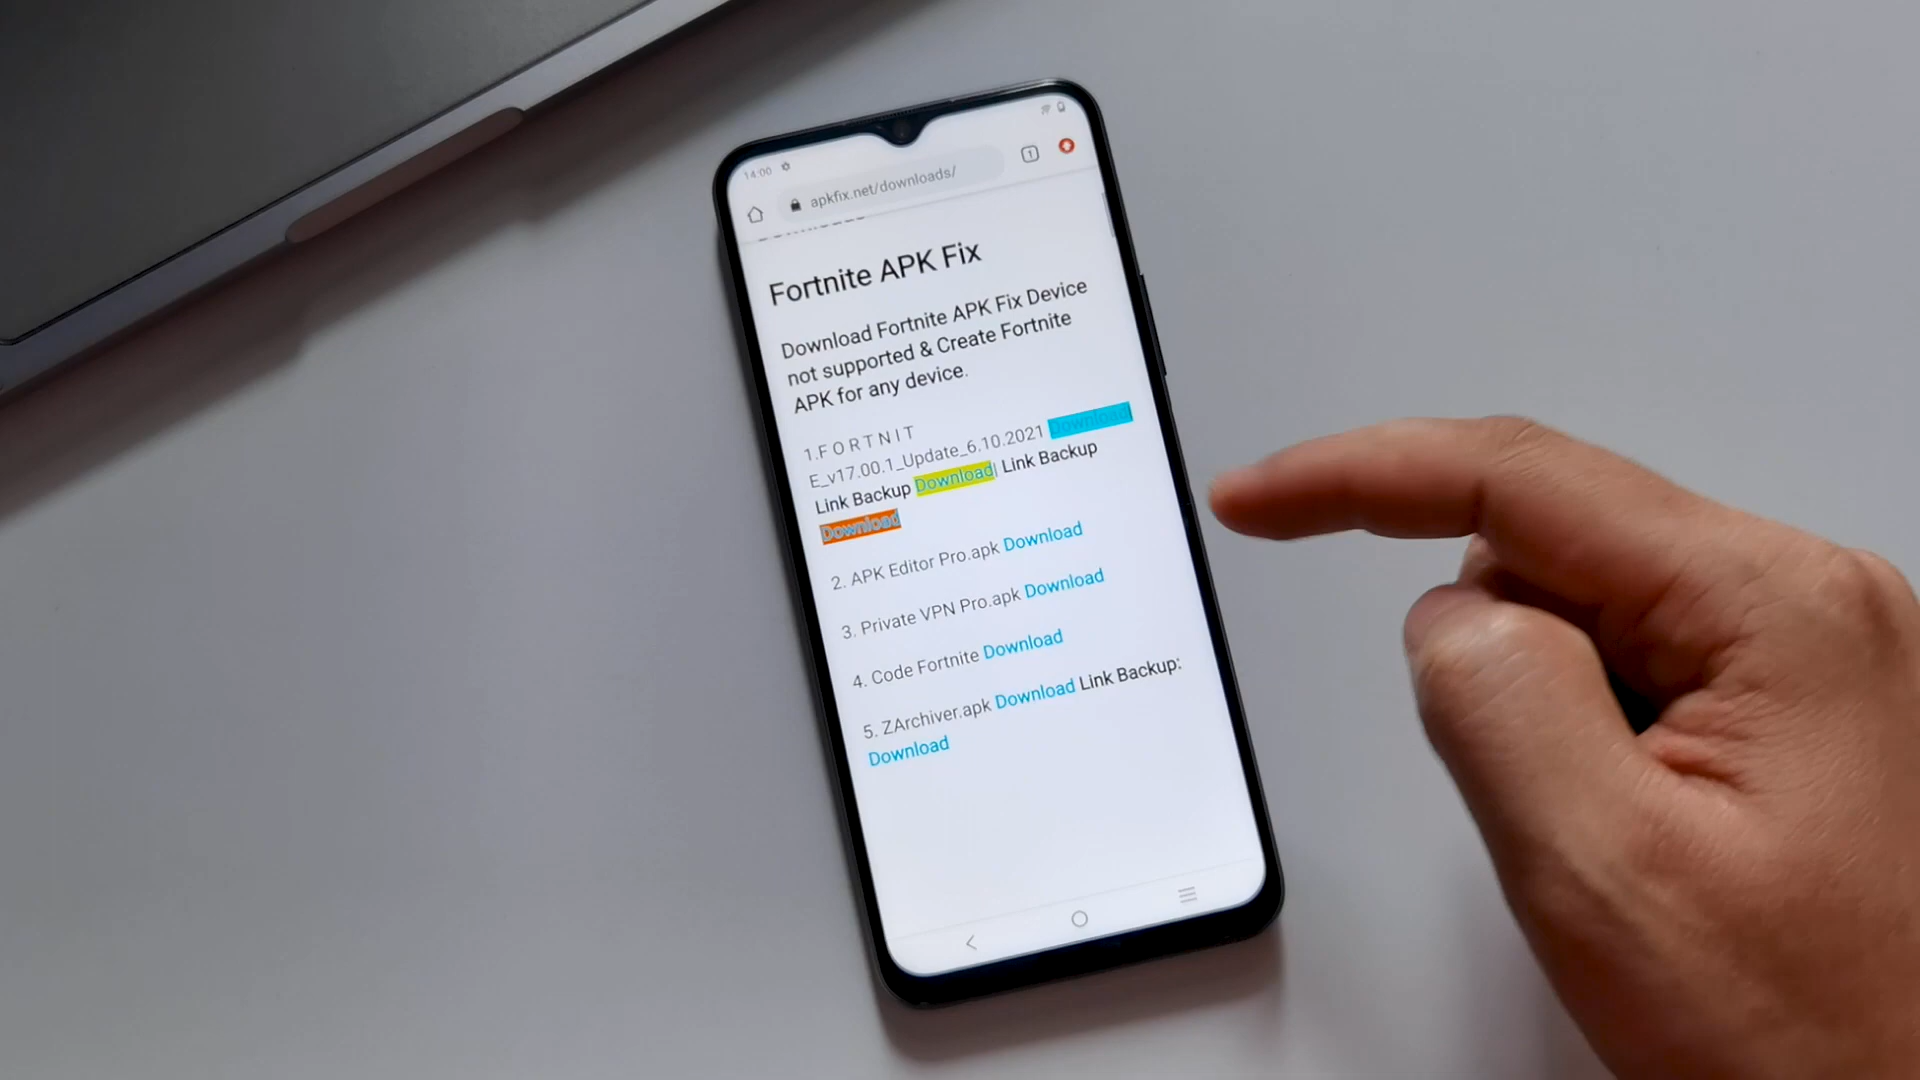 14:00
apkfix.net/downloads/
1
Fortnite APK Fix
Download Fortnite APK Fix Device
not supported & Create Fortnite
APK for any device.
1.F O R T N I T
E_v17.00.1_Update_6.10.2021 Download
Link Backup Download| Link Backup
Download
2. APK Editor Pro.apk Download
3. Private VPN Pro.apk Download
4. Code Fortnite Download
5. ZArchiver.apk Download Link Backup:
Download